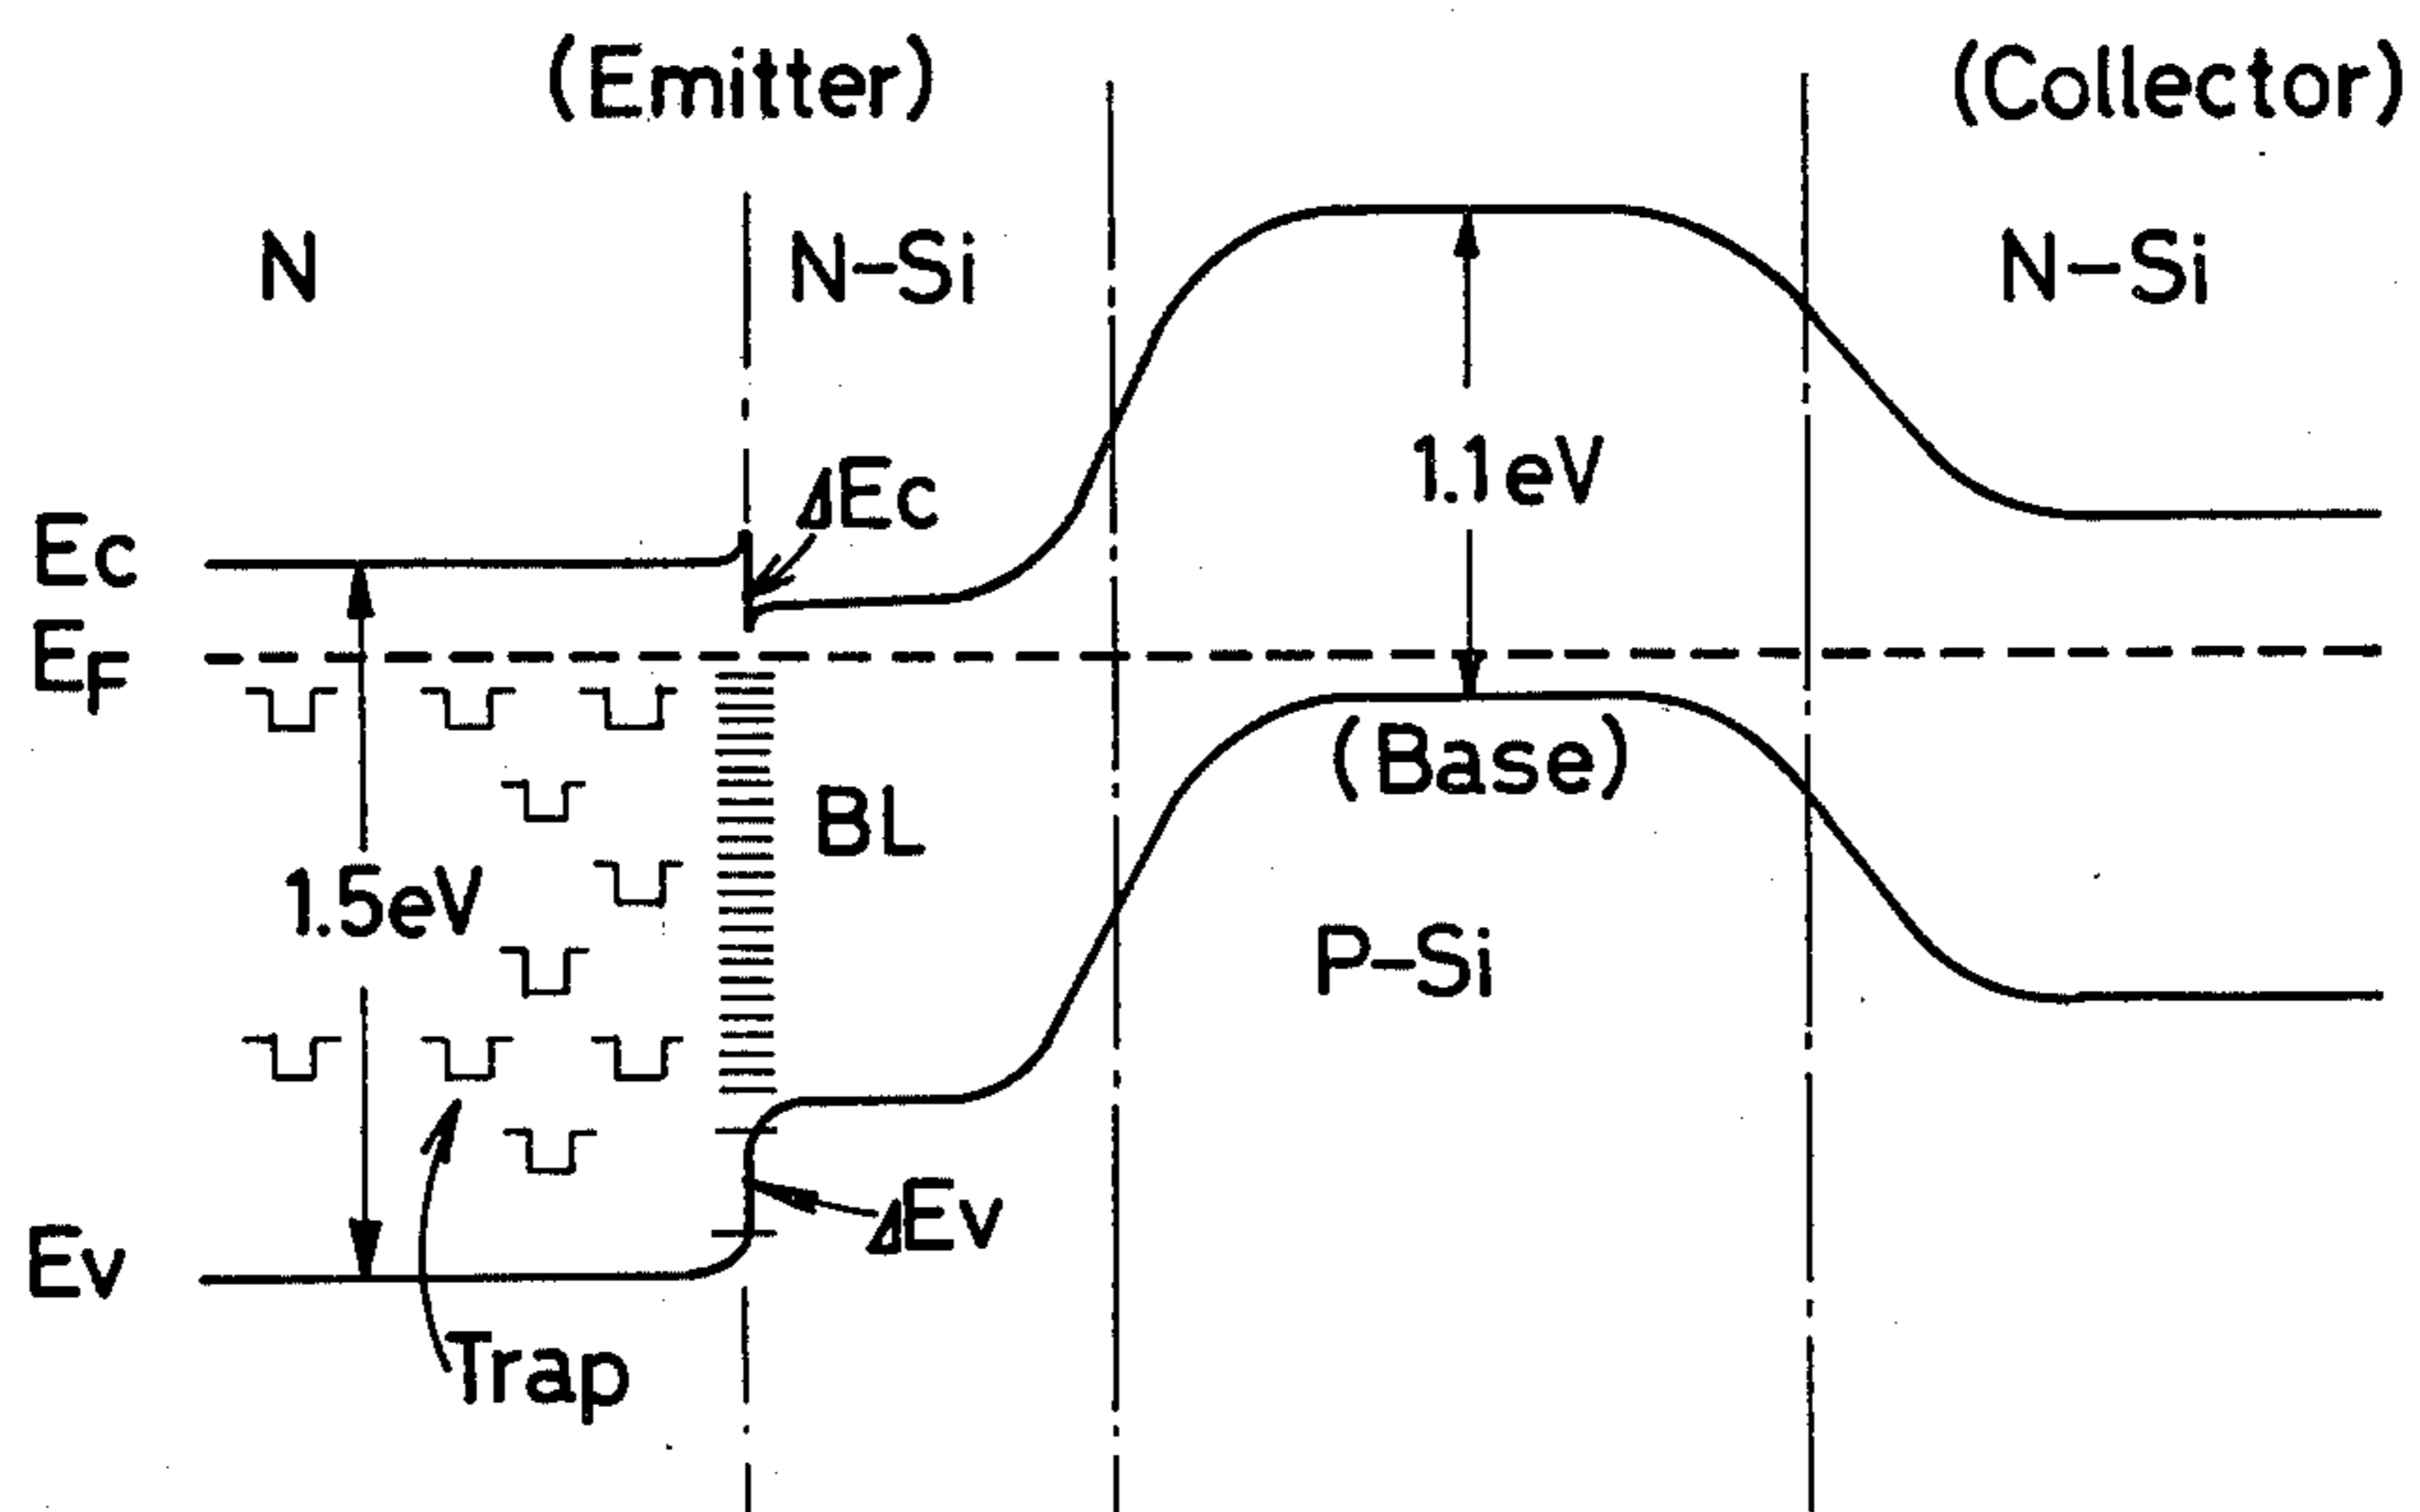 (Emitter)
(Collector)
N
N-Si
N-Si
ΔEc
1.1eV
Ec
EF
(Base)
BL
1.5eV
P-Si
ΔEv
Ev
Trap